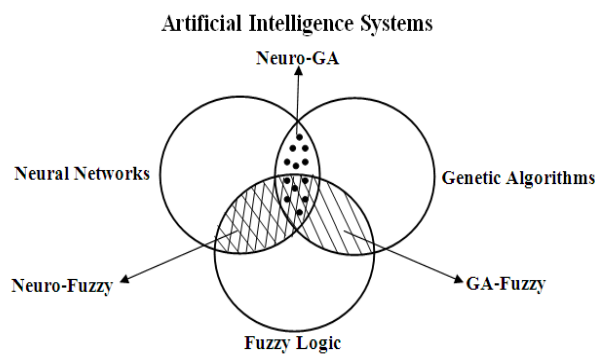 Artificial Intelligence Systems
Neuro-GA
Neural Networks
Genetic Algorithms
Neuro-Fuzzy
GA-Fuzzy
Fuzzy Logic